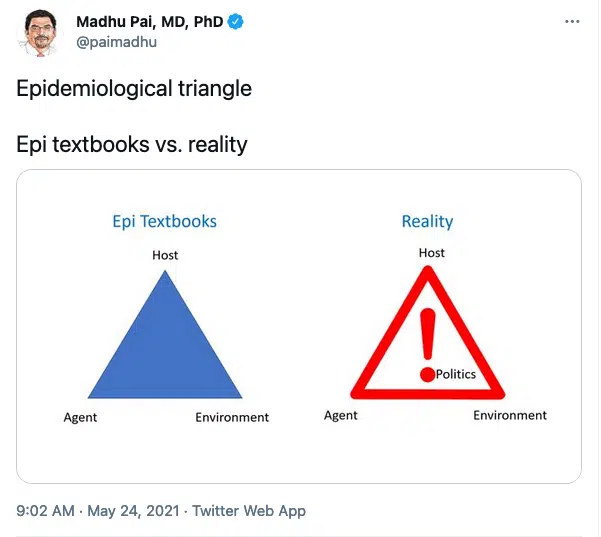 Madhu Pai, MD, PhD
@paimadhu
Epidemiological triangle
Epi textbooks vs. reality
Epi Textbooks
Host
Agent
Environment
Reality
Host
!
Politics
Agent
Environment
9:02 AM · May 24, 2021 · Twitter Web App